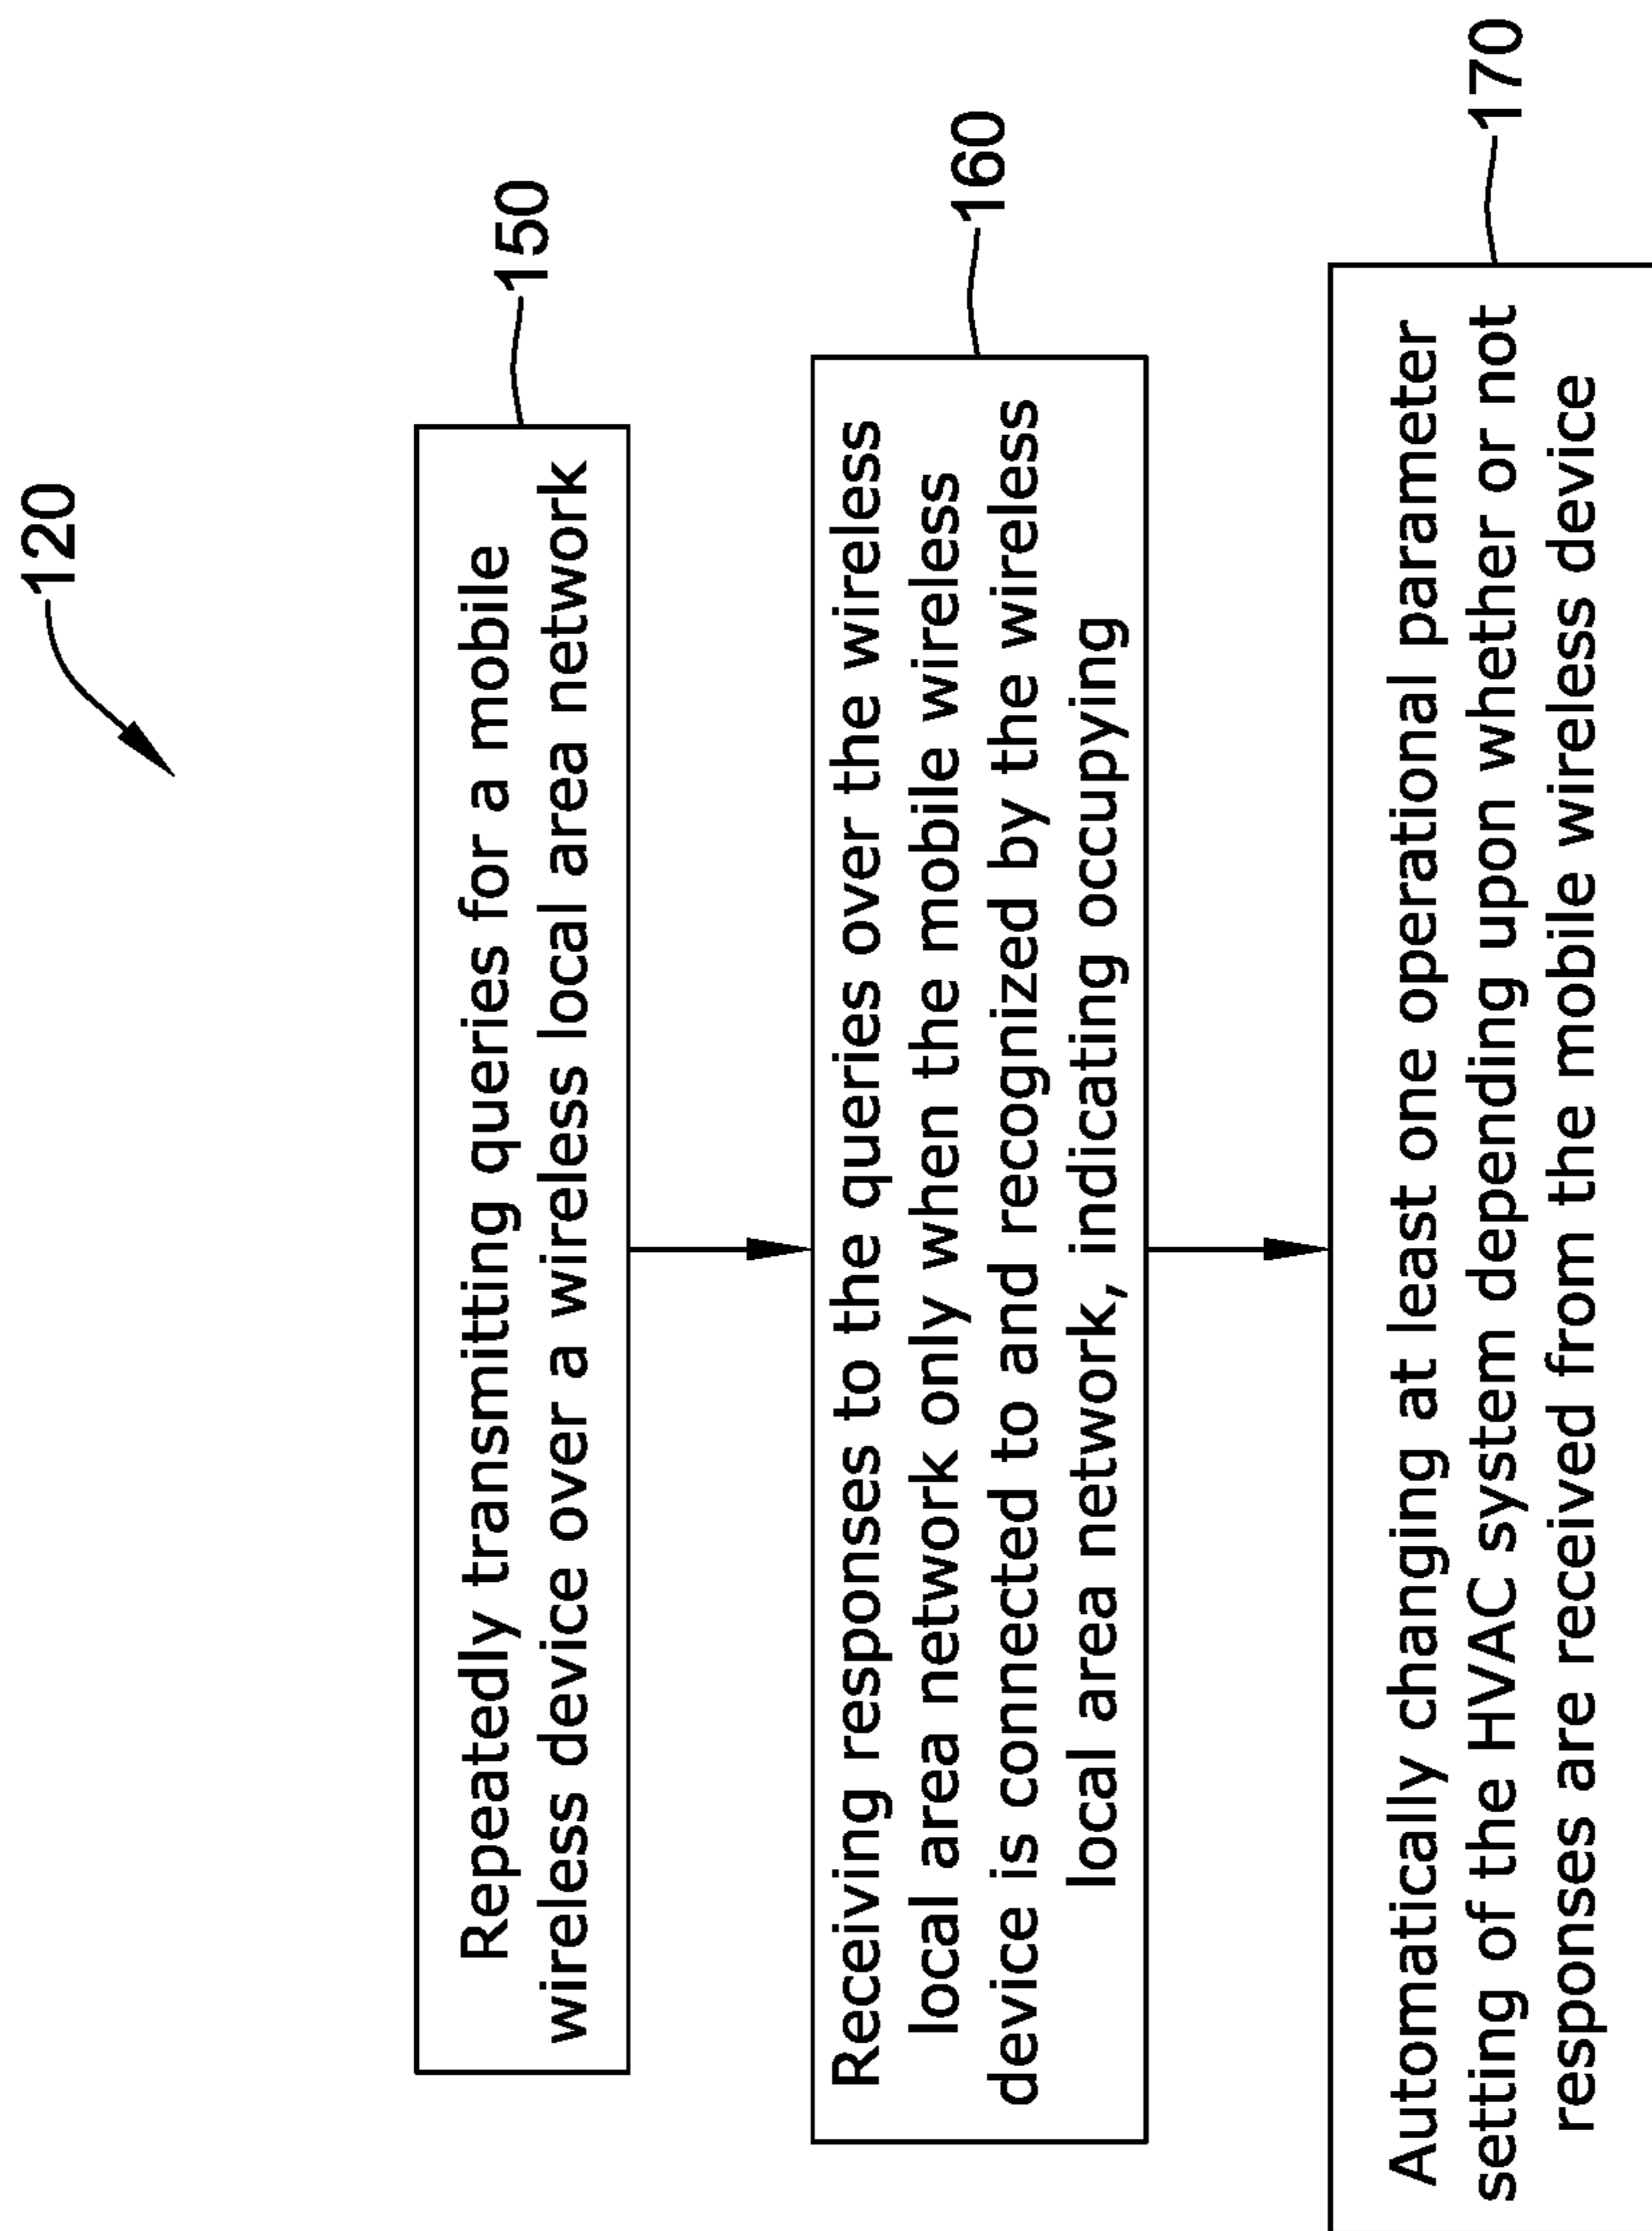 120
Repeatedly transmitting queries for a mobile
wireless device over a wireless local area network
150
Receiving responses to the queries over the wireless
local area network only when the mobile wireless
device is connected to and recognized by the wireless
local area network, indicating occupying
160
Automatically changing at least one operational parameter
setting of the HVAC system depending upon whether or not
responses are received from the mobile wireless device
170